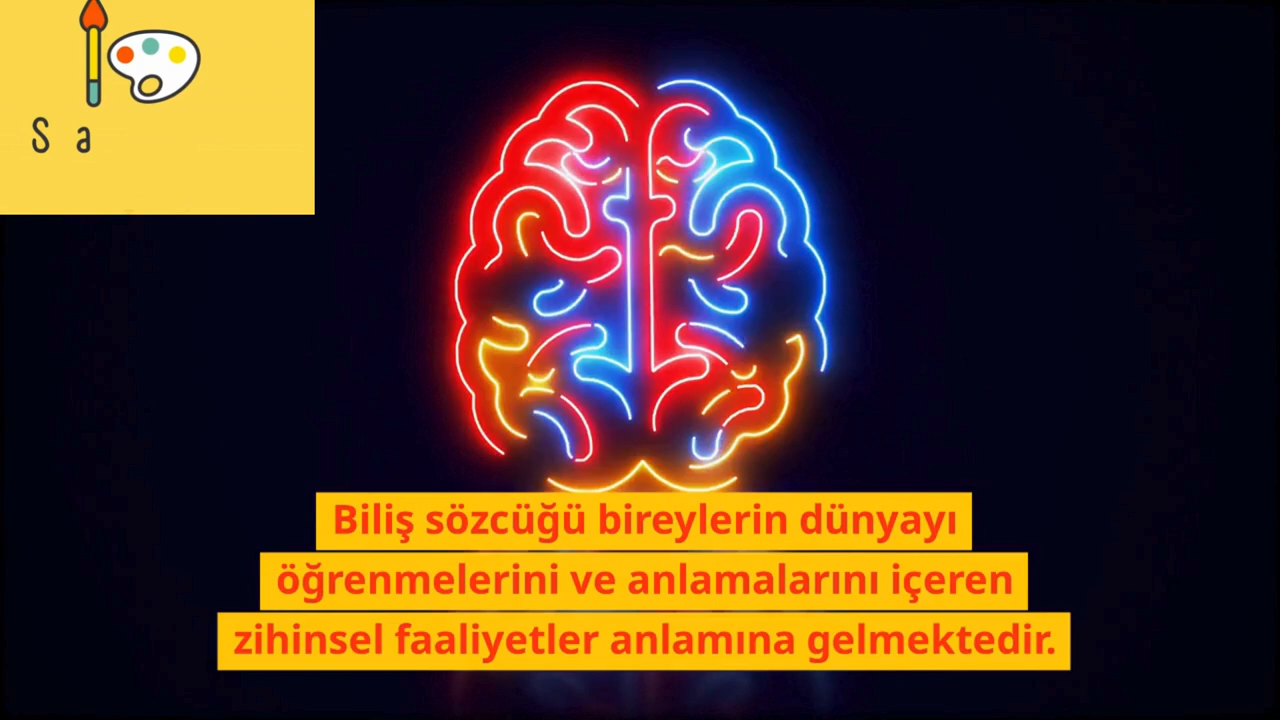 S a
Biliş sözcüğü bireylerin dünyayı
öğrenmelerini ve anlamalarını içeren
zihinsel faaliyetler anlamına gelmektedir.